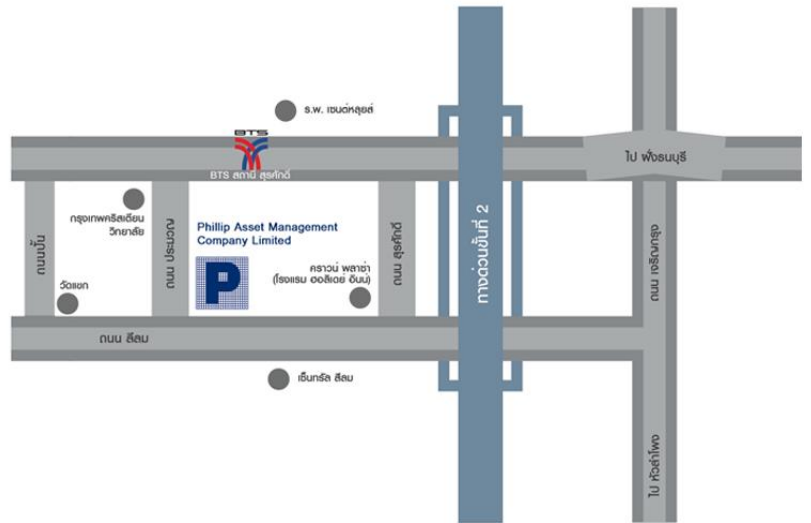 ร.พ. เซนต์หลุยส์
BTS
BTS สถานี สุรศักดิ์
ไป ฝั่งธนบุรี
กรุงเทพคริสเตียน
วิทยาลัย
Phillip Asset Management
Company Limited
P
คราวน์ พลาซ่า
(โรงแรม ฮอลิเดย์ อินน์)
วัดแขก
ถนนปั้น
ถนน ประมวญ
ถนน สุรศักดิ์
ทางด่วนขั้นที่ 2
ถนน เจริญกรุง
ถนน สีลม
เซ็นทรัล สีลม
ไป หัวลำโพง